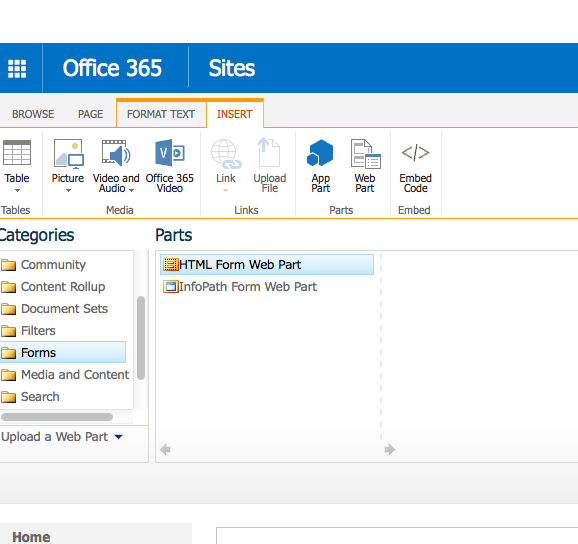 Office 365 Sites
BROWSE PAGE FORMAT TEXT INSERT
Table Picture Video and Audio Office 365 Video Link Upload File App Part Web Part Embed Code
Tables Media Links Parts Embed
Categories Parts
Community
Content Rollup
Document Sets
Filters
Forms
Media and Content
Search
Upload a Web Part
HTML Form Web Part
InfoPath Form Web Part
Home